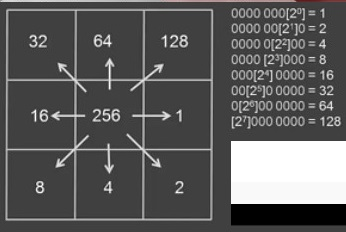 32 64 128
16 256 1
8 4 2
0000 000[2⁰] = 1
0000 00[2¹]0 = 2
0000 0[2²]00 = 4
0000 [2³]000 = 8
000[2⁴] 0000 = 16
00[2⁵]0 0000 = 32
0[2⁶]00 0000 = 64
[2⁷]000 0000 = 128